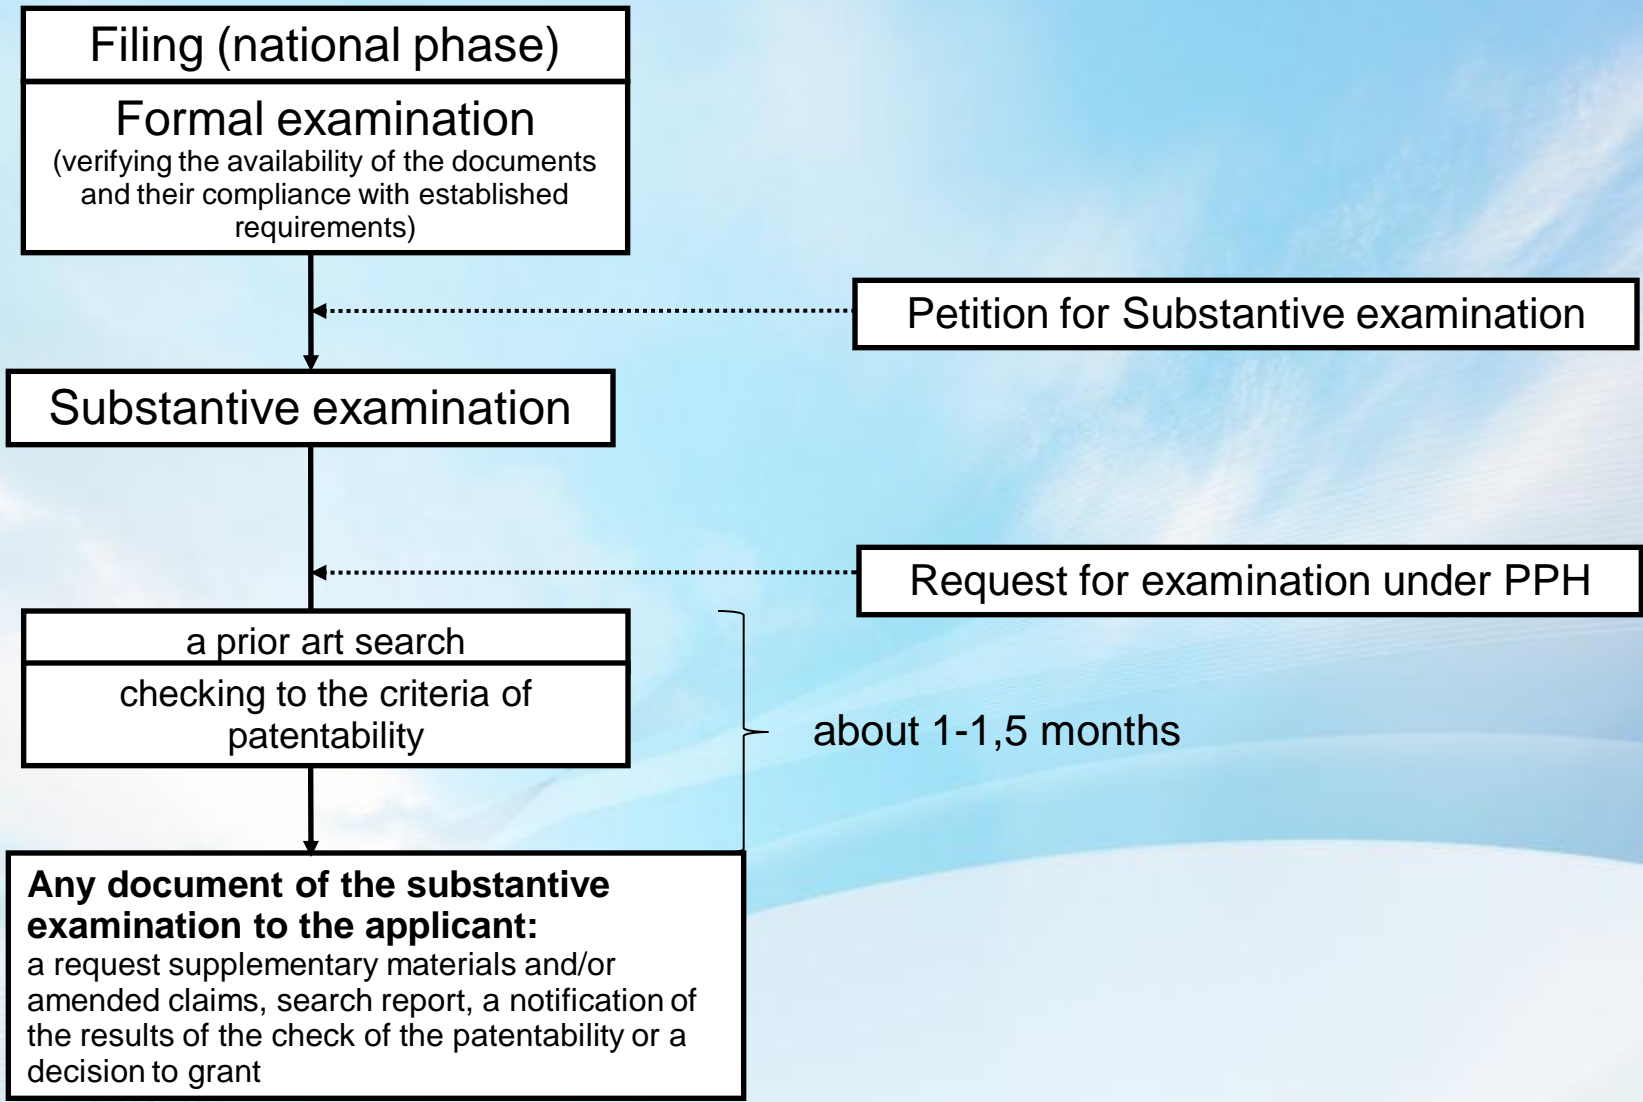 Filing (national phase)
Formal examination
(verifying the availability of the documents
and their compliance with established
requirements)
Petition for Substantive examination
Substantive examination
Request for examination under PPH
a prior art search
checking to the criteria of
patentability
about 1-1,5 months
Any document of the substantive
examination to the applicant:
a request supplementary materials and/or
amended claims, search report, a notification of
the results of the check of the patentability or a
decision to grant